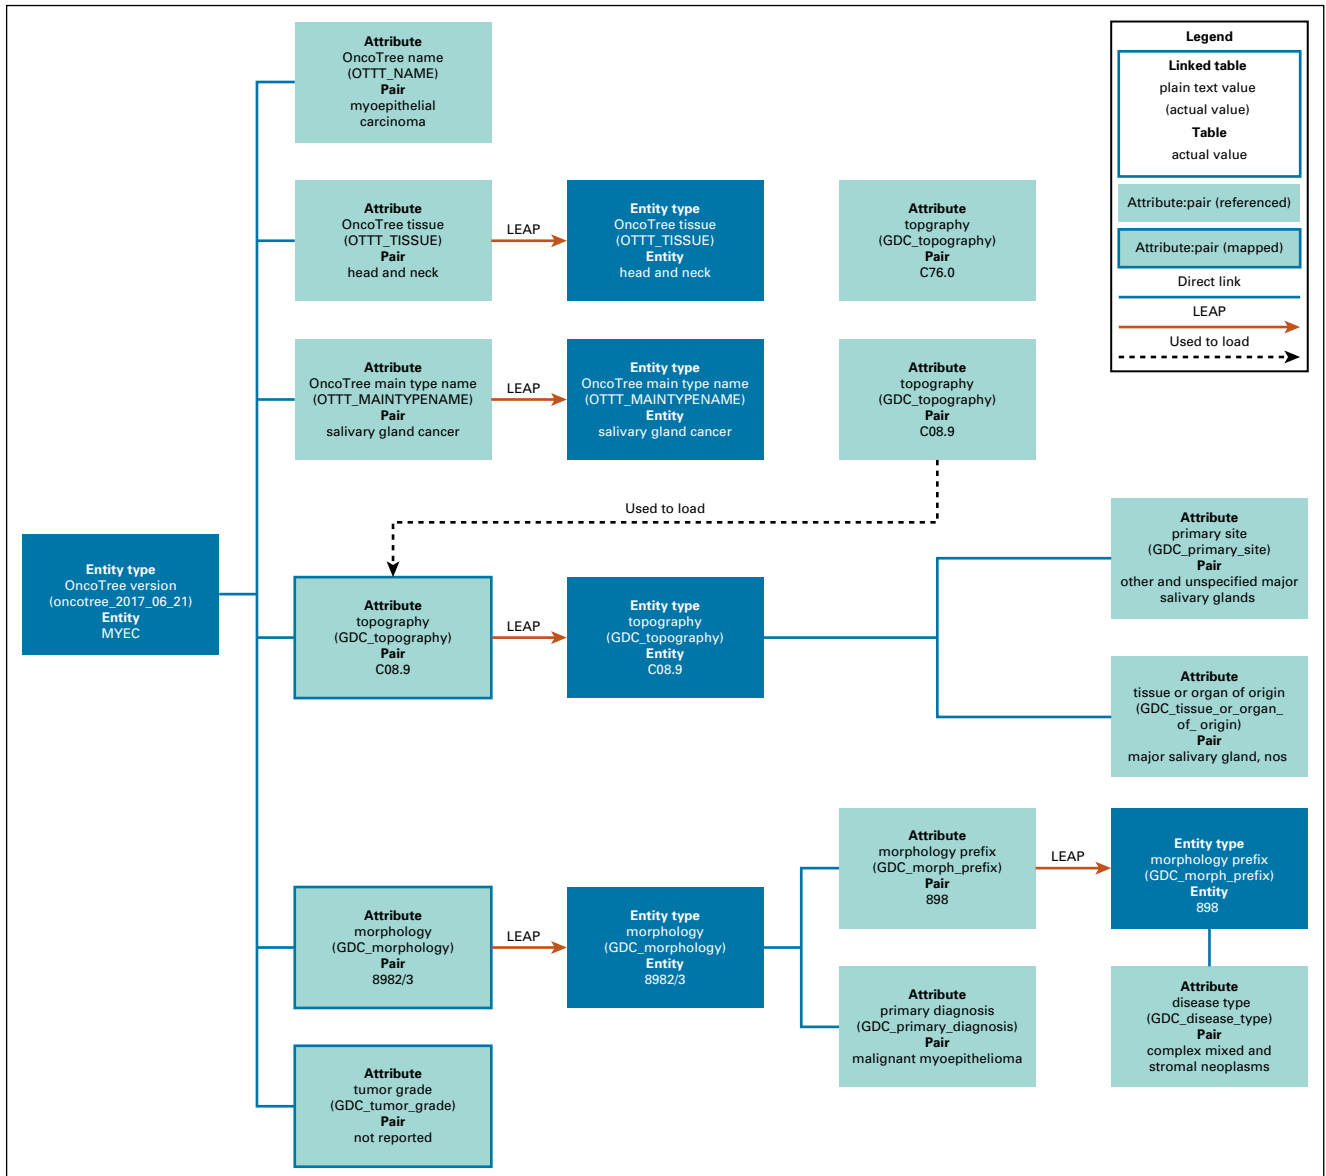 Attribute
OncoTree name
(OTTT_NAME)
Pair
myoepithelial
carcinoma
Legend
Linked table
plain text value
(actual value)
Table
actual value
Attribute:pair (referenced)
Attribute:pair (mapped)
Direct link
LEAP
Used to load
Attribute
OncoTree tissue
(OTTT_TISSUE)
Pair
head and neck
LEAP
Entity type
OncoTree tissue
(OTTT_TISSUE)
Entity
head and neck
Attribute
topgraphy
(GDC_topography)
Pair
C76.0
Attribute
OncoTree main type name
(OTTT_MAINTYPENAME)
Pair
salivary gland cancer
LEAP
Entity type
OncoTree main type name
(OTTT_MAINTYPENAME)
Entity
salivary gland cancer
Attribute
topography
(GDC_topography)
Pair
C08.9
Used to load
Entity type
OncoTree version
(oncotree_2017_06_21)
Entity
MYEC
Attribute
topography
(GDC_topography)
Pair
C08.9
LEAP
Entity type
topography
(GDC_topography)
Entity
C08.9
Attribute
primary site
(GDC_primary_site)
Pair
other and unspecified major
salivary glands
Attribute
tissue or organ of origin
(GDC_tissue_or_organ_
of_ origin)
Pair
major salivary gland, nos
Attribute
morphology
(GDC_morphology)
Pair
8982/3
LEAP
Entity type
morphology
(GDC_morphology)
Entity
8982/3
Attribute
morphology prefix
(GDC_morph_prefix)
Pair
898
LEAP
Entity type
morphology prefix
(GDC_morph_prefix)
Entity
898
Attribute
primary diagnosis
(GDC_primary_diagnosis)
Pair
malignant myoepithelioma
Attribute
disease type
(GDC_disease_type)
Pair
complex mixed and
stromal neoplasms
Attribute
tumor grade
(GDC_tumor_grade)
Pair
not reported